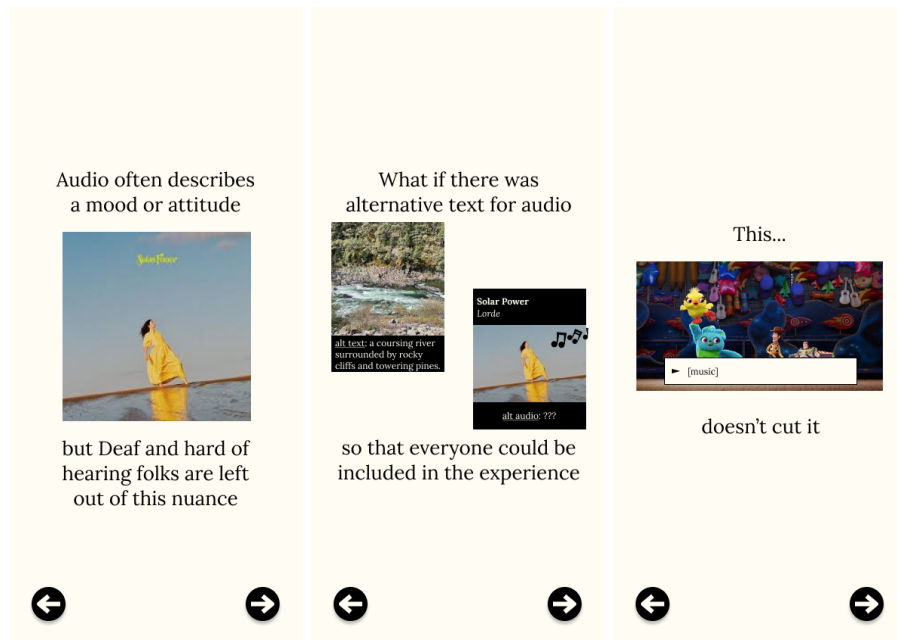 Audio often describes
a mood or attitude
Solar Power
but Deaf and hard of
hearing folks are left
out of this nuance
What if there was
alternative text for audio
alt text: a coursing river
surrounded by rocky
cliffs and towering pines.
Solar Power
Lorde
alt audio: ???
so that everyone could be
included in the experience
This...
[music]
doesn’t cut it